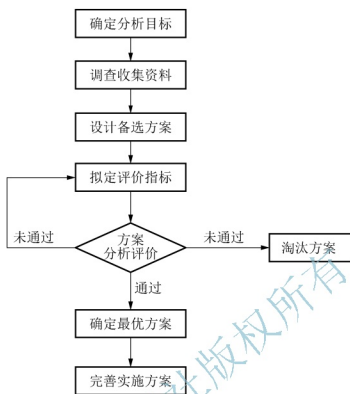 确定分析目标
调查收集资料
设计备选方案
拟定评价指标
未通过
方案
分析评价
未通过
淘汰方案
通过
确定最优方案
完善实施方案
社版权所有